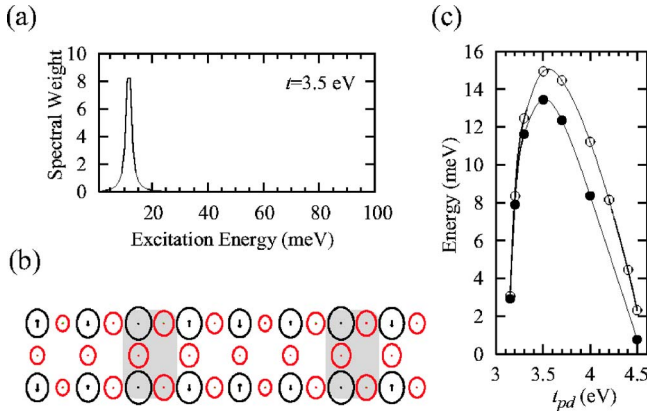 (a)
10
8
6
4
2
0
Spectral Weight
t=3.5 eV
20 40 60 80 100
Excitation Energy (meV)
(b)
(c)
16
14
12
10
8
6
4
2
0
Energy (meV)
3 3.5 4.0 4.5
t_pd (eV)